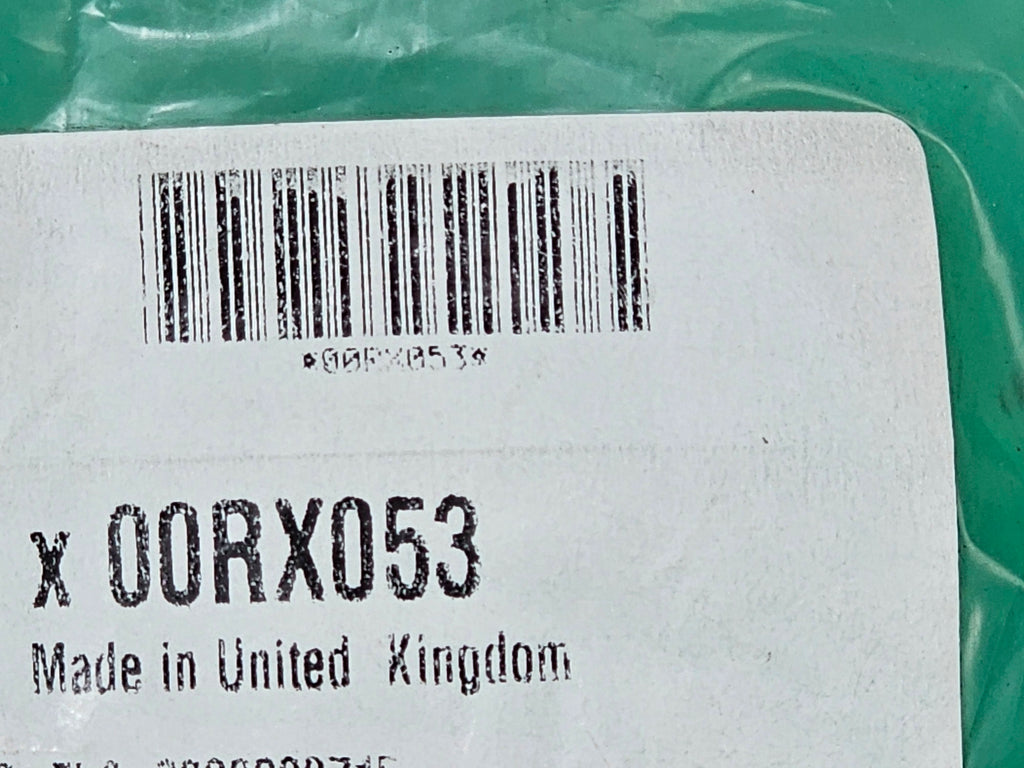 *00RX053*
x 00RX053
Made in United Kingdom